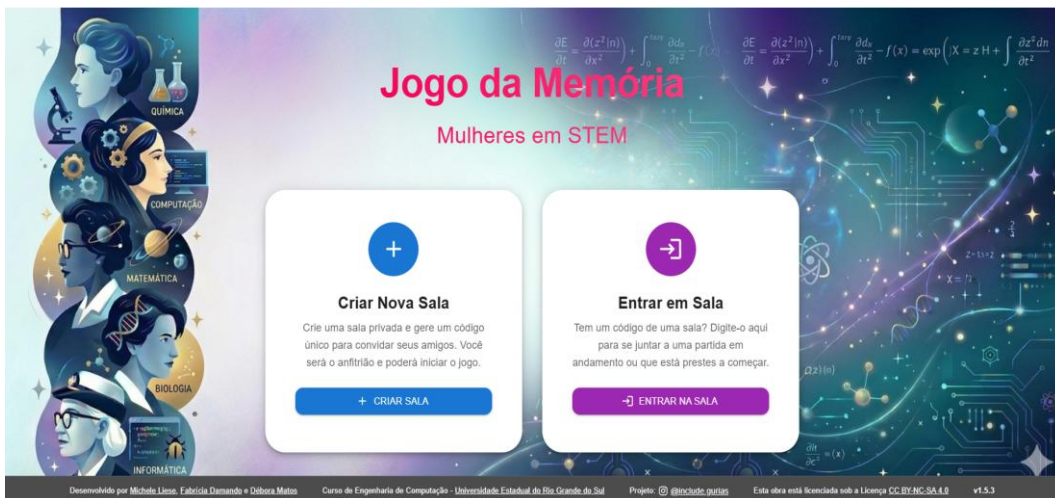 Jogo da Memória
Mulheres em STEM
QUÍMICA
COMPUTAÇÃO
MATEMÁTICA
BIOLOGIA
INFORMÁTICA
Criar Nova Sala
Crie uma sala privada e gere um código
único para convidar seus amigos. Você
será o anfitrião e poderá iniciar o jogo.
+ CRIAR SALA
Entrar em Sala
Tem um código de uma sala? Digite-o aqui
para se juntar a uma partida em
andamento ou que está prestes a começar.
ENTRAR NA SALA
Desenvolvido por Michele Liese, Fabrícia Damando e Débora Matos Curso de Engenharia de Computação - Universidade Estadual do Rio Grande do Sul Projeto: @include.gurias Esta obra está licenciada sob a Licença CC BY-NC-SA 4.0 v1.5.3